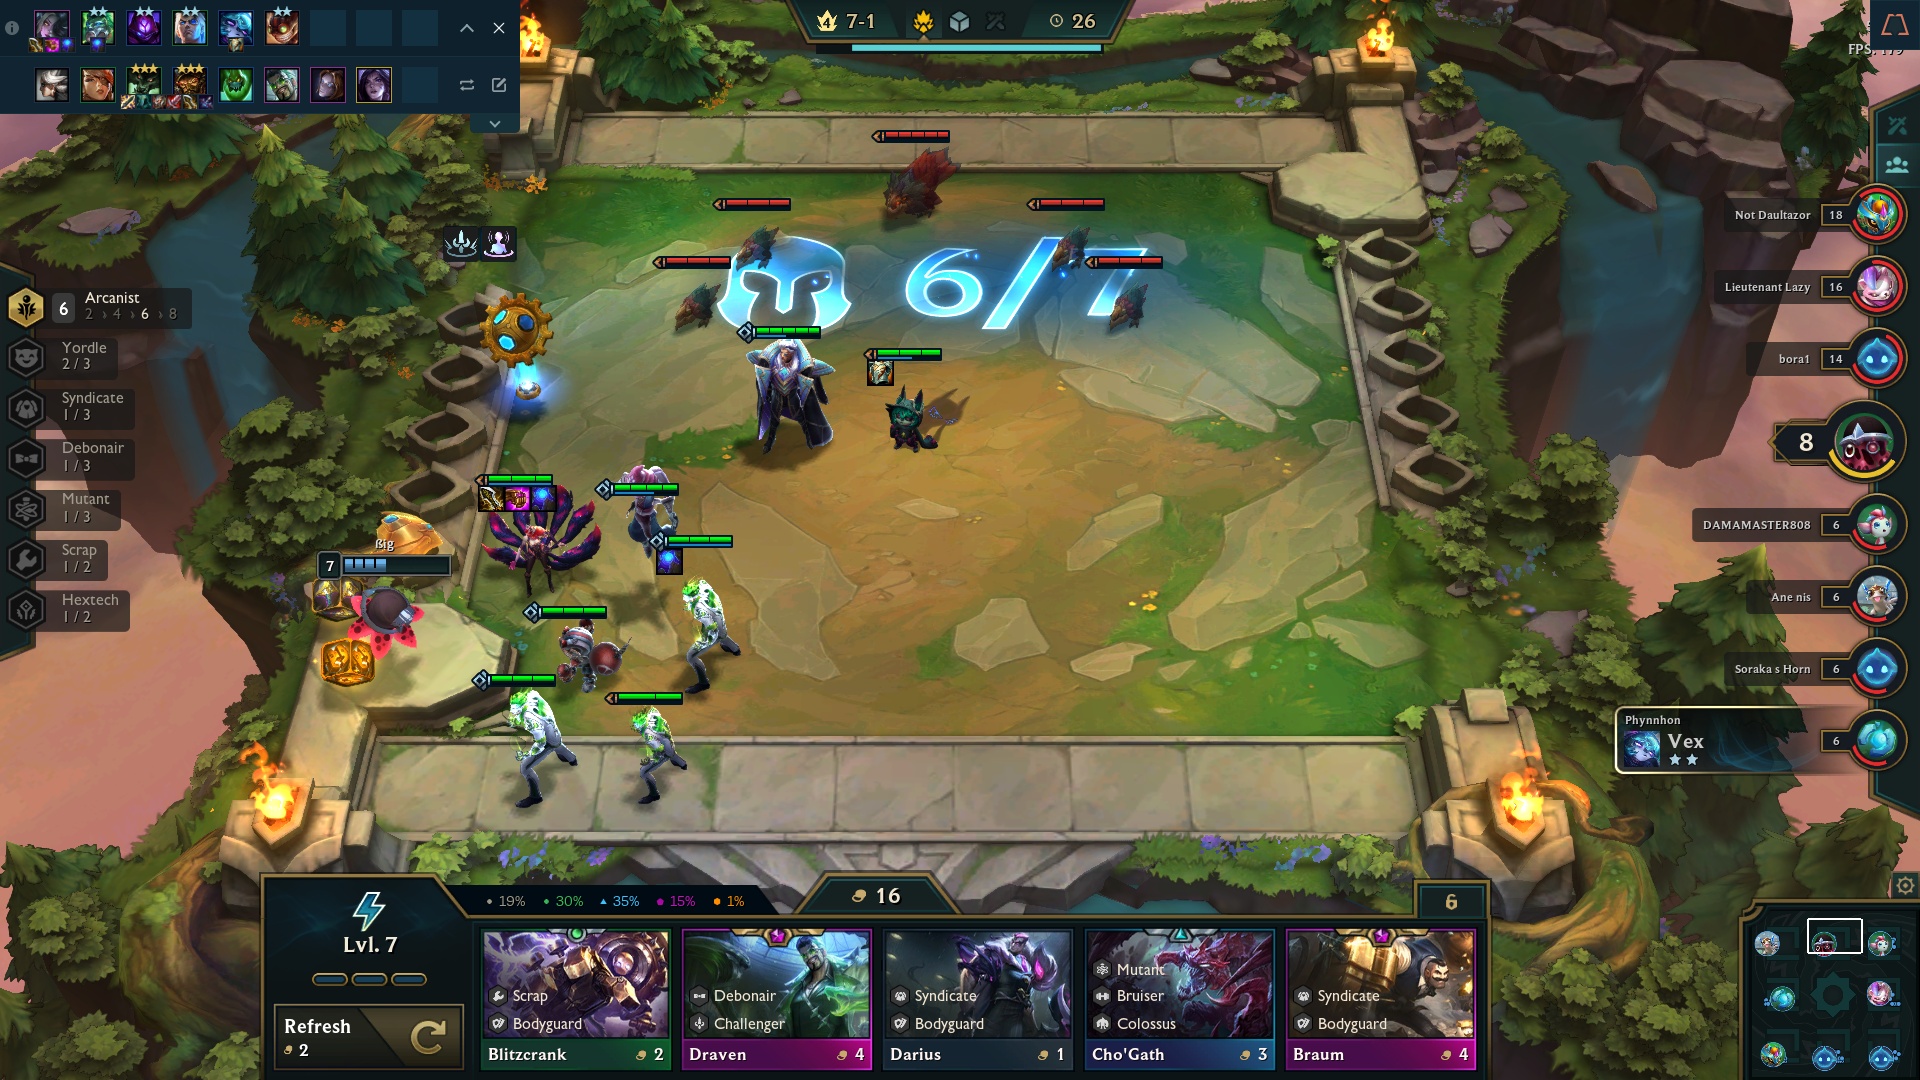 4 7-1
26
FPS:
6/7
6
Arcanist
2 › 4 › 6 › 8
Yordle
2 / 3
Syndicate
1 / 3
Debonair
1 / 3
Mutant
1 / 3
Scrap
1 / 2
Hextech
1 / 2
ßig
7
Not Daultazor 18
Lieutenant Lazy 16
bora1 14
8
DAMAMASTER808 6
Ane nis 6
Soraka s Horn 6
Phynnhon
Vex
6
19% 30% 35% 15% 1%
16
6
Lvl. 7
Refresh
2
Scrap
Bodyguard
Blitzcrank 2
Debonair
Challenger
Draven 4
Syndicate
Bodyguard
Darius 1
Mutant
Bruiser
Colossus
Cho'Gath 3
Syndicate
Bodyguard
Braum 4